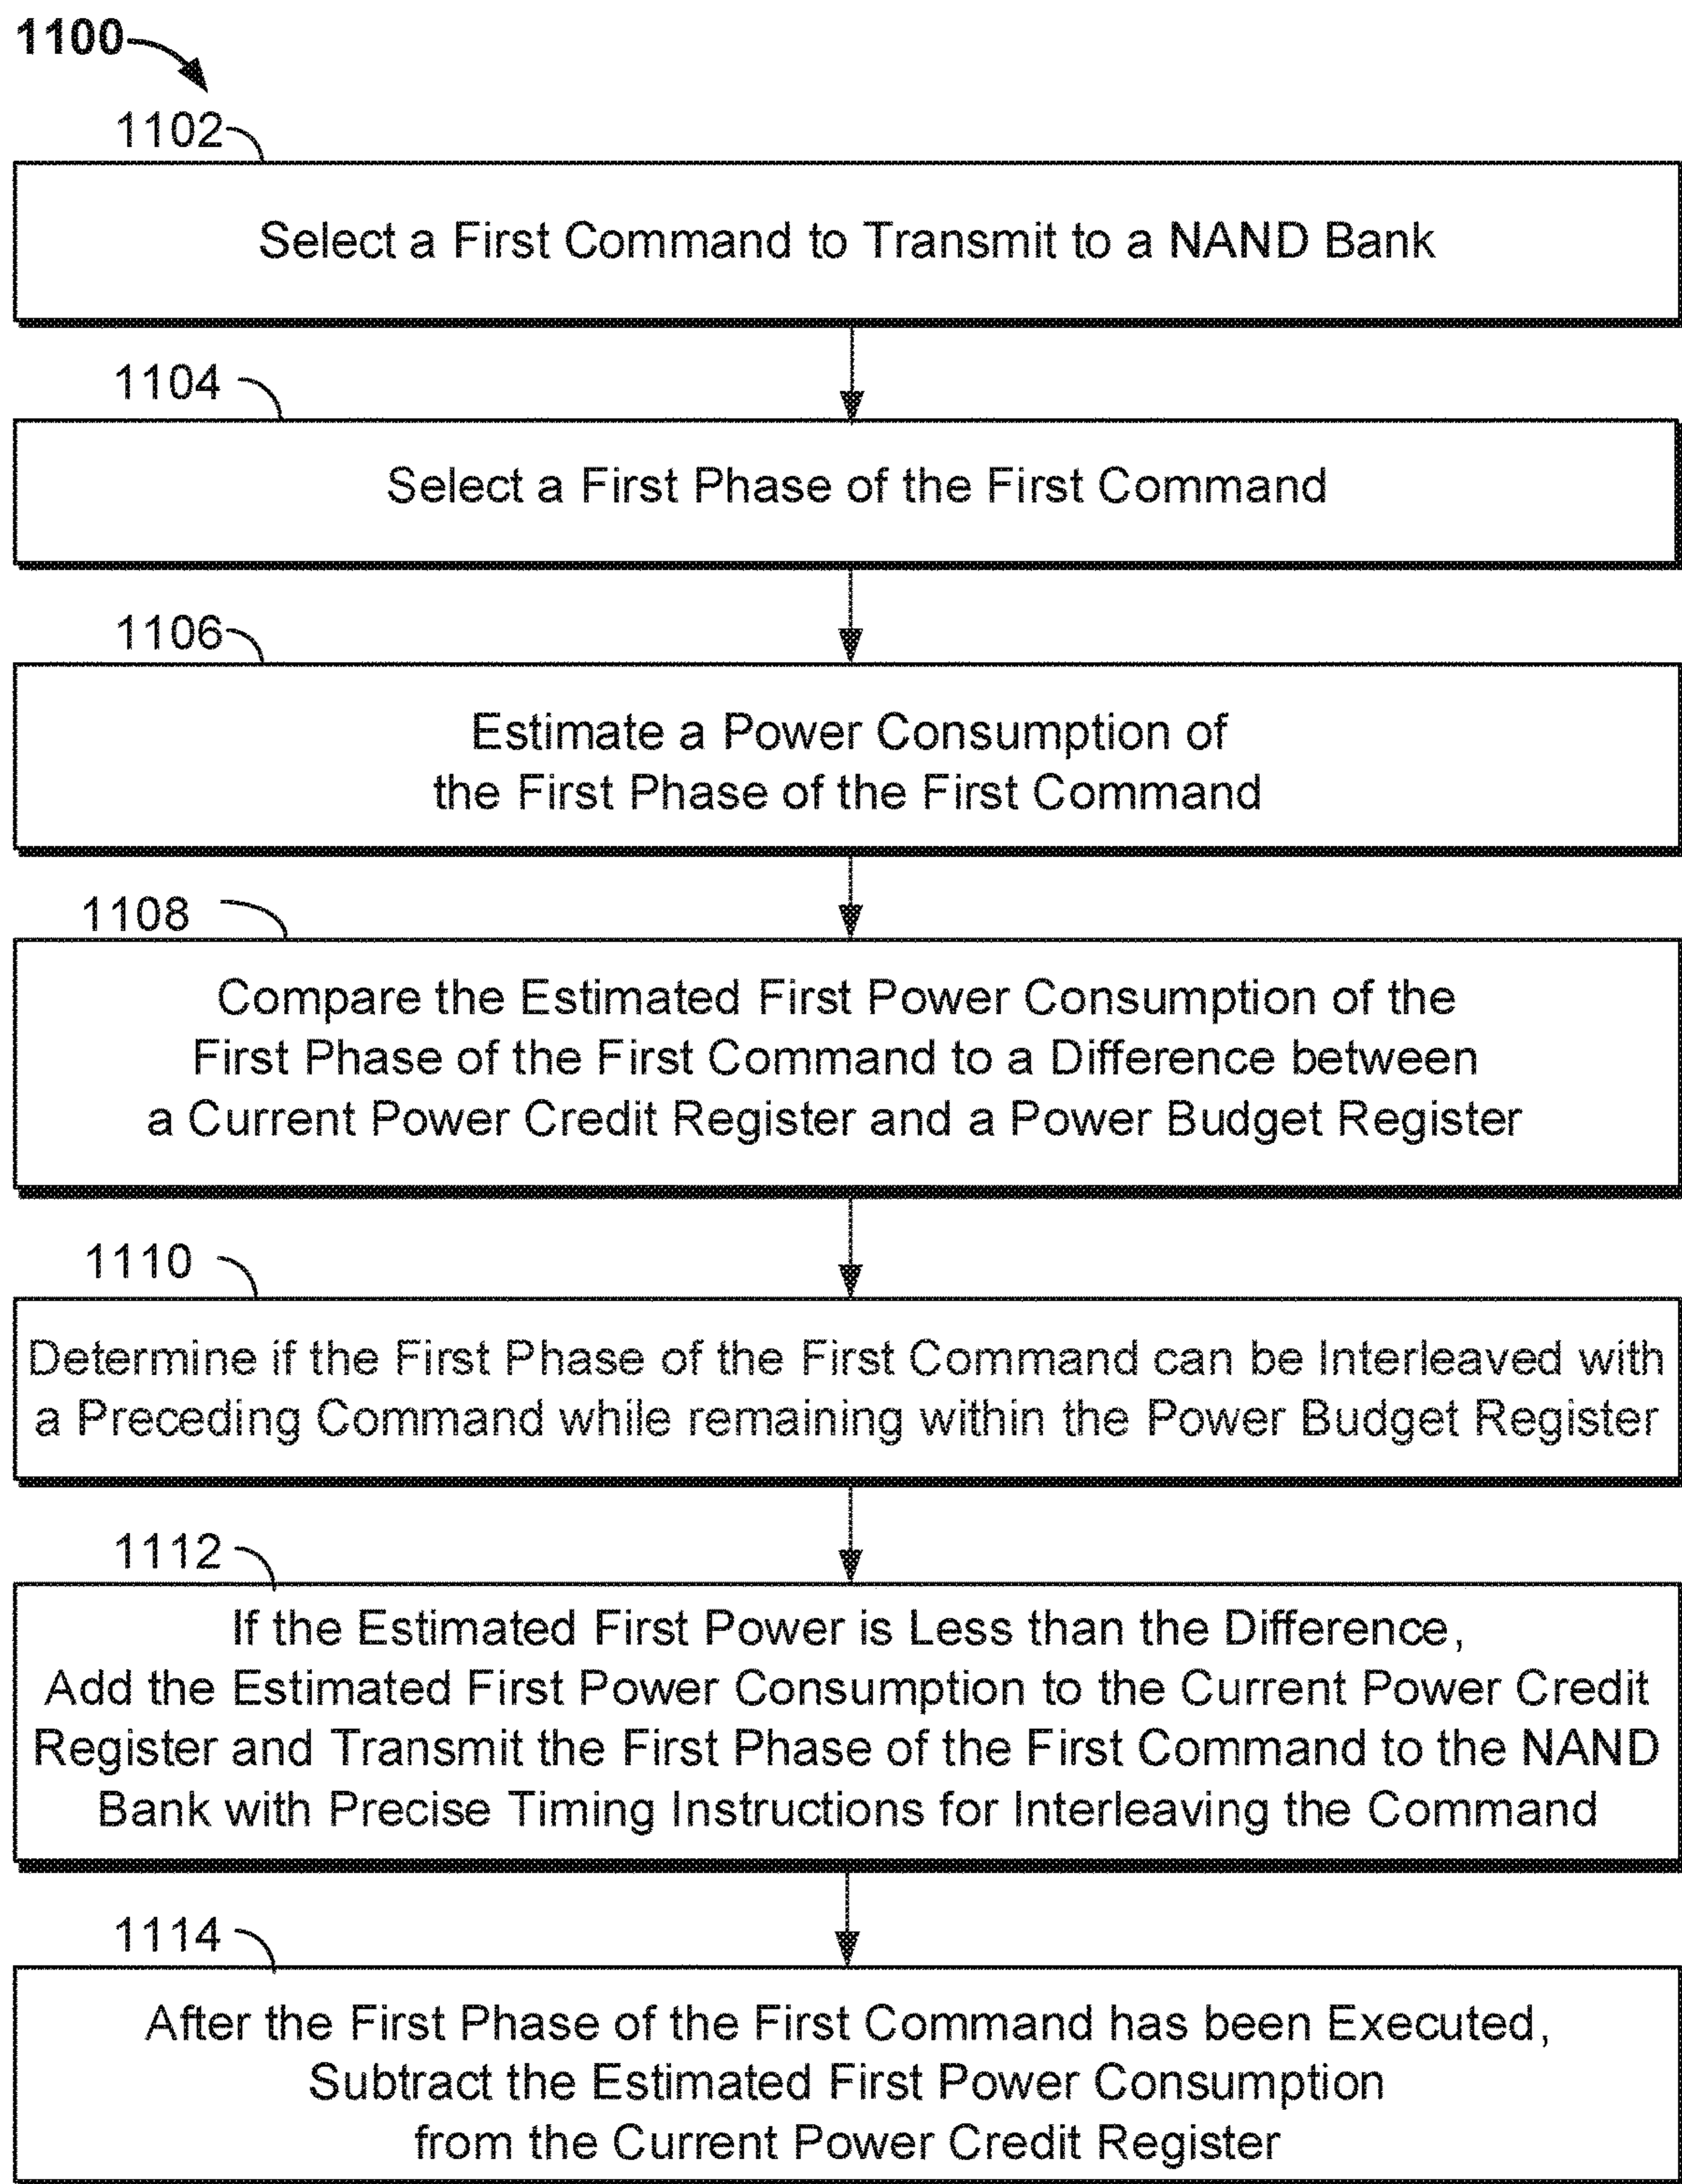 1100
1102
Select a First Command to Transmit to a NAND Bank
1104
Select a First Phase of the First Command
1106
Estimate a Power Consumption of
the First Phase of the First Command
1108
Compare the Estimated First Power Consumption of the
First Phase of the First Command to a Difference between
a Current Power Credit Register and a Power Budget Register
1110
Determine if the First Phase of the First Command can be Interleaved with
a Preceding Command while remaining within the Power Budget Register
1112
If the Estimated First Power is Less than the Difference,
Add the Estimated First Power Consumption to the Current Power Credit
Register and Transmit the First Phase of the First Command to the NAND
Bank with Precise Timing Instructions for Interleaving the Command
1114
After the First Phase of the First Command has been Executed,
Subtract the Estimated First Power Consumption
from the Current Power Credit Register